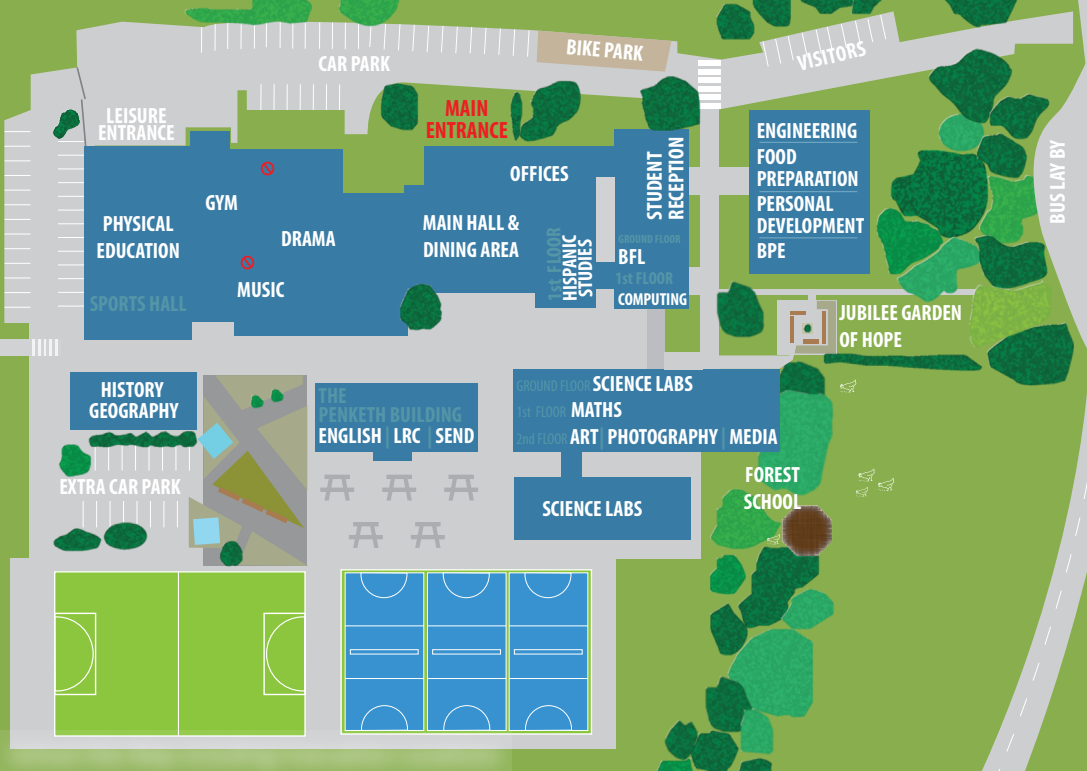 BIKE PARK
VISITORS
CAR PARK
LEISURE
ENTRANCE
MAIN
ENTRANCE
ENGINEERING
FOOD
PREPARATION
PERSONAL
DEVELOPMENT
BPE
BUS LAY BY
OFFICES
STUDENT
RECEPTION
GYM
PHYSICAL
EDUCATION
DRAMA
MAIN HALL &
DINING AREA
1st FLOOR
HISPANIC
STUDIES
GROUND FLOOR
BFL
1st FLOOR
COMPUTING
MUSIC
SPORTS HALL
JUBILEE GARDEN
OF HOPE
HISTORY
GEOGRAPHY
THE
PENKETH BUILDING
ENGLISH | LRC | SEND
GROUND FLOOR SCIENCE LABS
1st FLOOR MATHS
2nd FLOOR ART | PHOTOGRAPHY | MEDIA
EXTRA CAR PARK
FOREST
SCHOOL
SCIENCE LABS